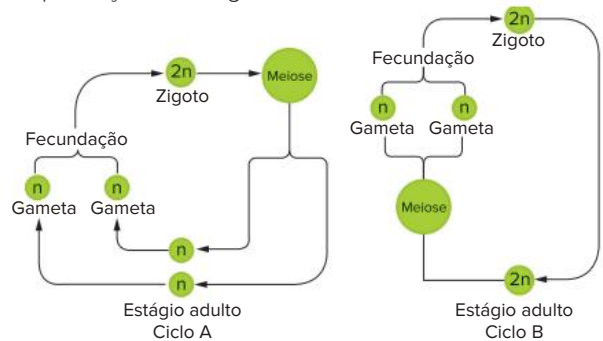 2n
Zigoto
Meiose
Fecundação
n
n
Gameta
Gameta
n
n
Estágio adulto
Ciclo A
2n
Zigoto
Fecundação
n
n
Gameta
Gameta
Meiose
2n
Estágio adulto
Ciclo B